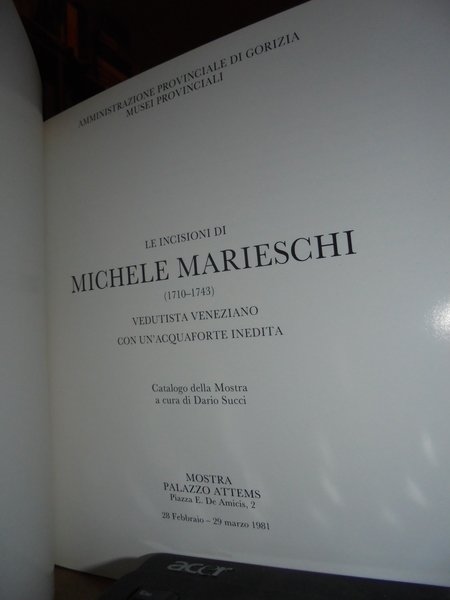 AMMINISTRAZIONE PROVINCIALE DI GORIZIA
MUSEI PROVINCIALI
LE INCISIONI DI
MICHELE MARIESCHI
(1710–1743)
VEDUTISTA VENEZIANO
CON UN'ACQUAFORTE INEDITA
Catalogo della Mostra
a cura di Dario Succi
MOSTRA
PALAZZO ATTEMS
Piazza E. De Amicis, 2
28 Febbraio – 29 marzo 1981
acer